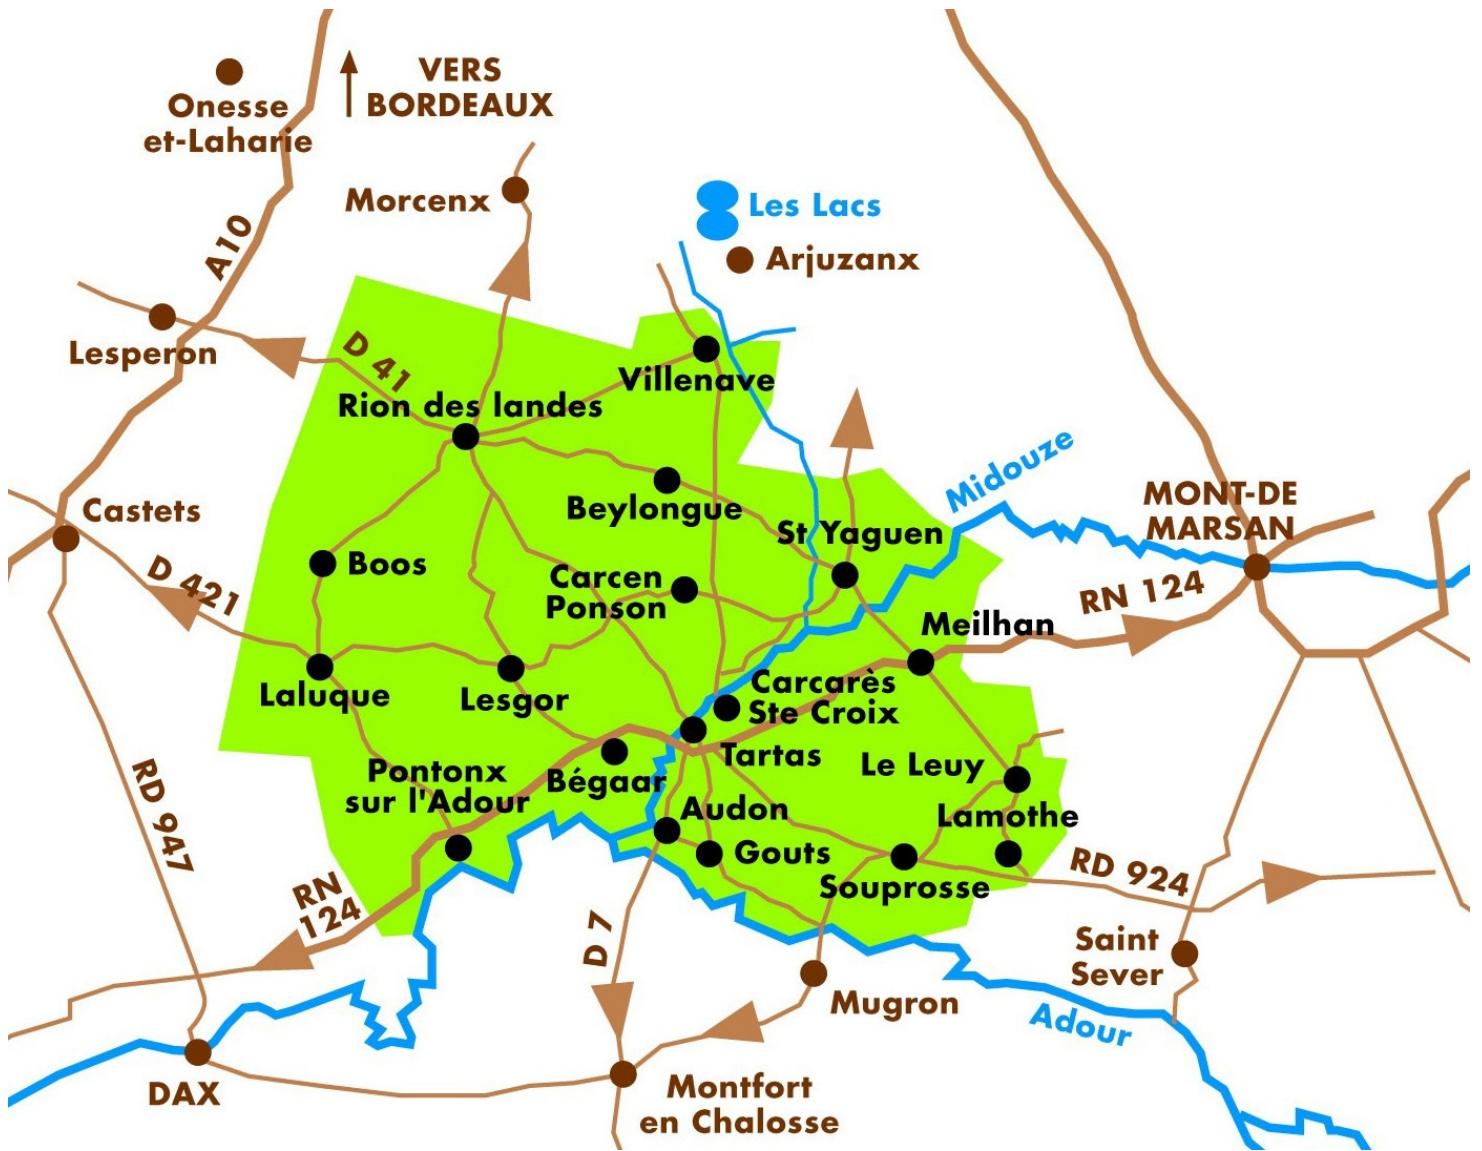 VERS
BORDEAUX
Onesse
et-Laharie
Morcenx
Les Lacs
Arjuzanx
A10
Lesperon
D 41
Villenave
Rion des landes
Midouze
Castets
Beylongue
St Yaguen
MONT-DE
MARSAN
Boos
D 421
Carcen
Ponson
RN 124
Meilhan
Laluque
Lesgor
Carcarès
Ste Croix
Tartas
Le Leuy
Pontonx
sur l'Adour
Bégaar
RD 947
Audon
Lamothe
Gouts
Souprosse
RD 924
RN
124
D 7
Saint
Sever
Mugron
Adour
DAX
Montfort
en Chalosse